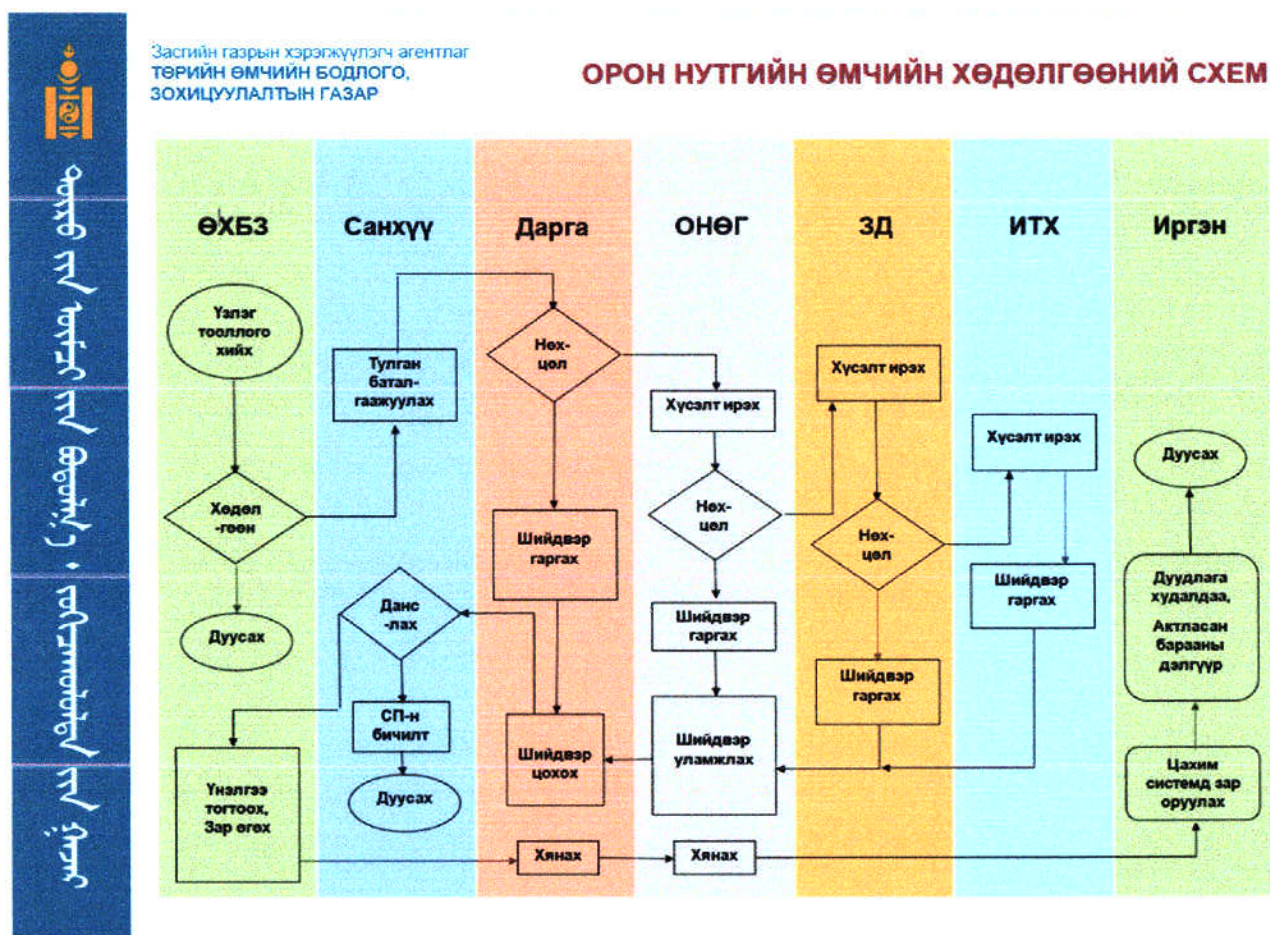 Засгийн газрын хэрэгжүүлэгч агентлаг
ТӨРИЙН ӨМЧИЙН БОДЛОГО,
ЗОХИЦУУЛАЛТЫН ГАЗАР
ОРОН НУТГИЙН ӨМЧИЙН ХӨДӨЛГӨӨНИЙ СХЕМ
ӨХБЗ
Үзлэг
тооллого
хийх
Хөдөл
-гөөн
Дуусах
Үнэлгээ
тогтоох,
Зар өгөх
Санхүү
Тулган
батал-
гаажуулах
Данс
-лах
СП-н
бичилт
Дуусах
Дарга
Нөх-
цөл
Шийдвэр
гаргах
Шийдвэр
цохох
Хянах
ОНӨГ
Хүсэлт ирэх
Нөх-
цөл
Шийдвэр
гаргах
Шийдвэр
уламжлах
Хянах
ЗД
Хүсэлт ирэх
Нөх-
цөл
Шийдвэр
гаргах
ИТХ
Хүсэлт ирэх
Шийдвэр
гаргах
Иргэн
Дуусах
Дуудлага
худалдаа,
Актласан
барааны
дэлгүүр
Цахим
системд зар
оруулах